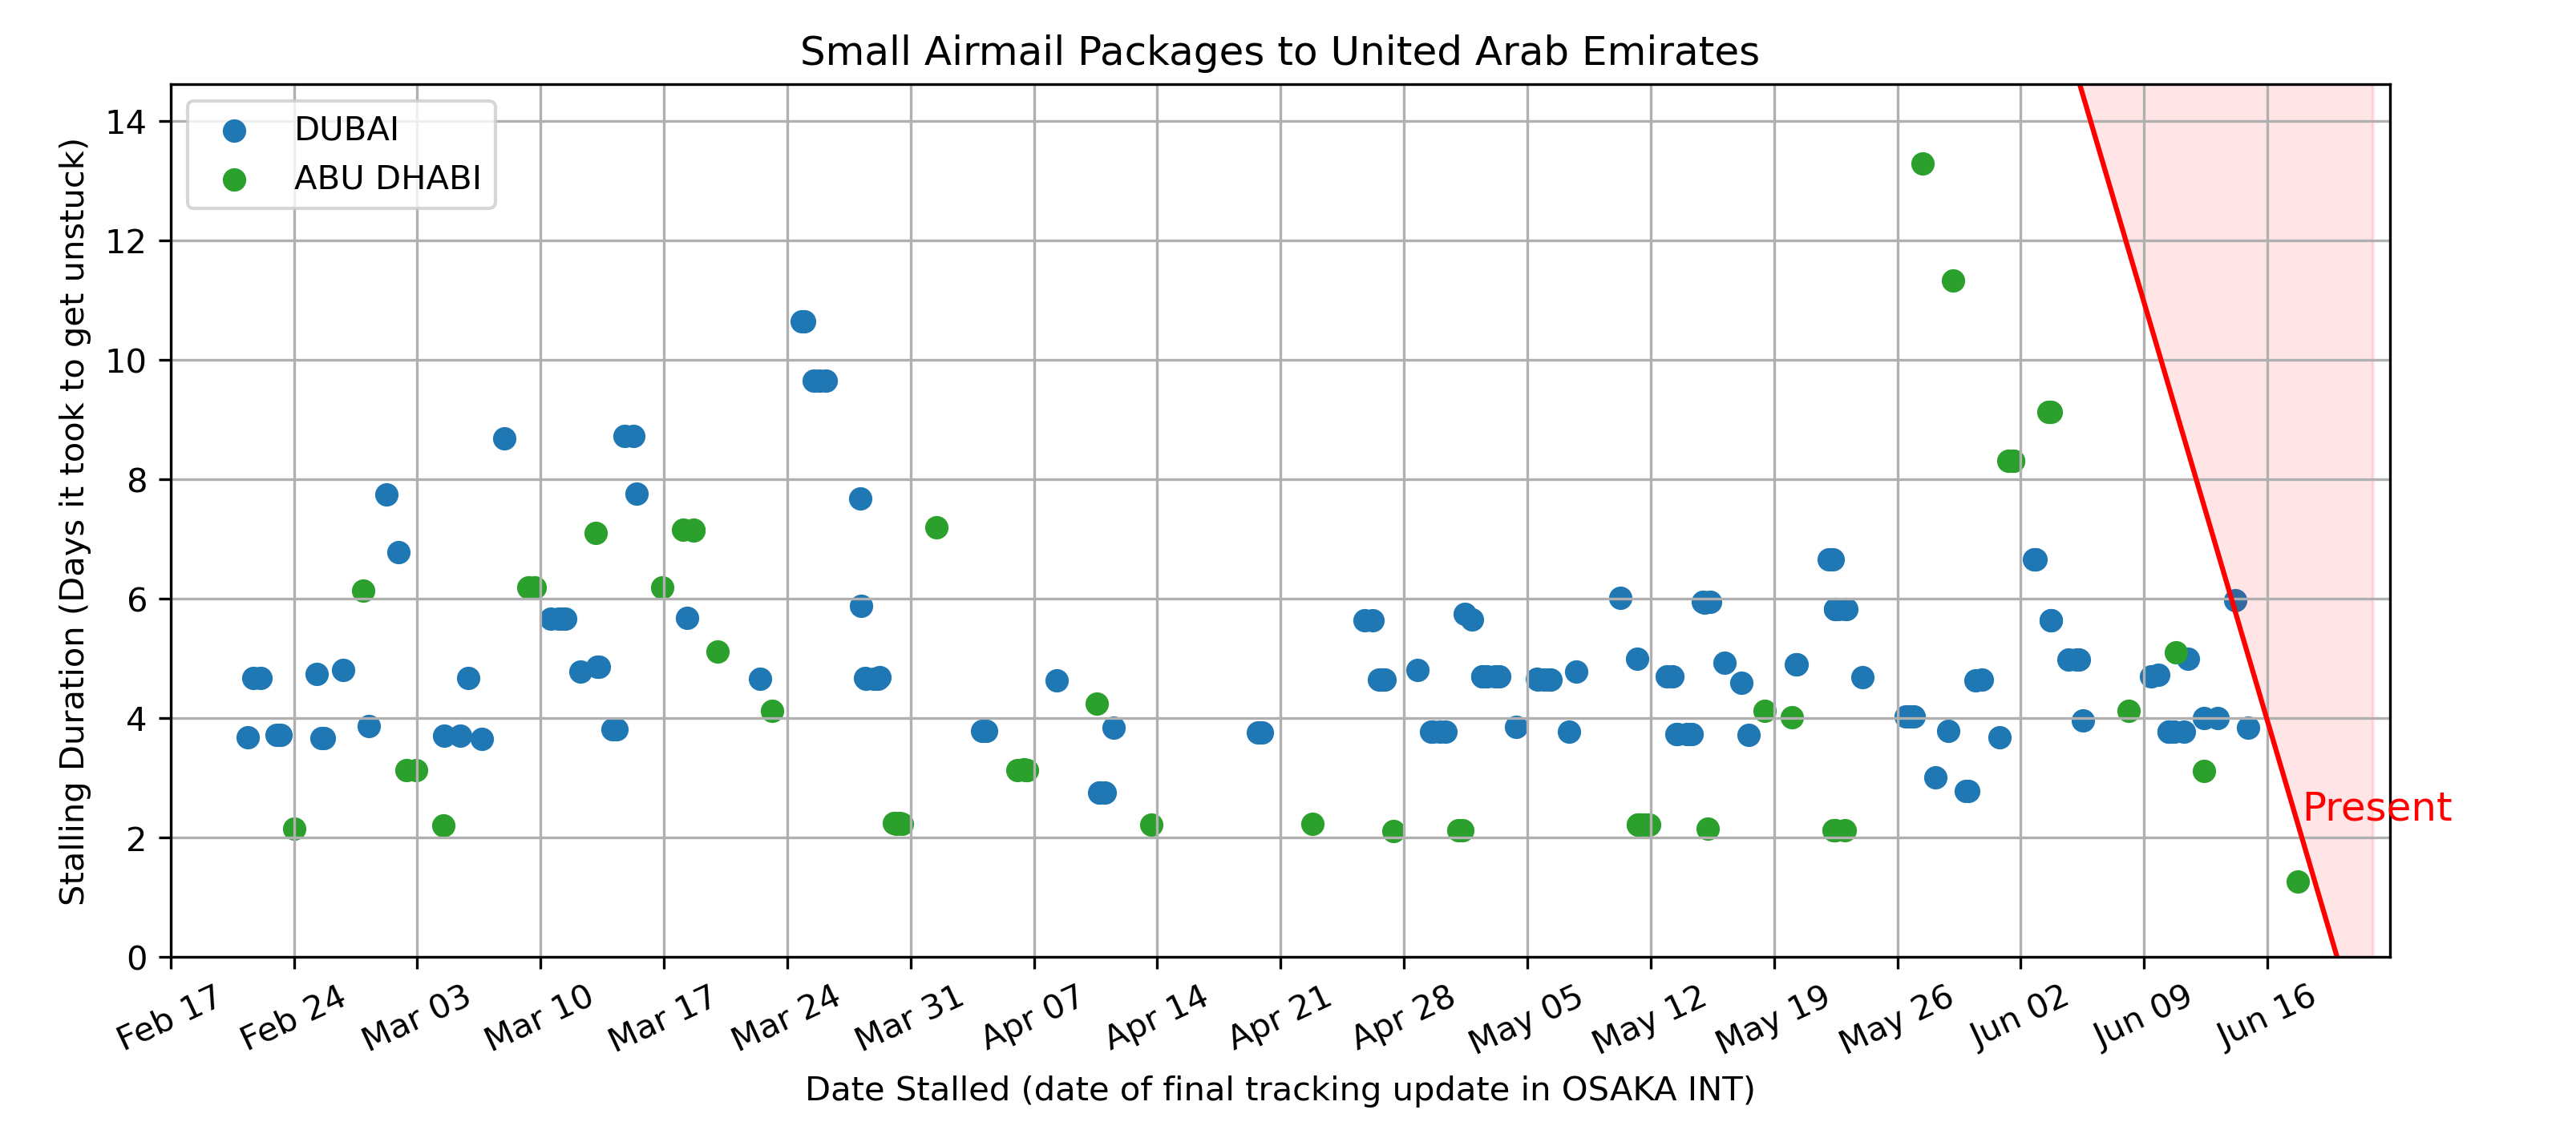 Small Airmail Packages to United Arab Emirates
DUBAI
ABU DHABI
Stalling Duration (Days it took to get unstuck)
14
12
10
8
6
4
2
0
Present
Feb 17
Feb 24
Mar 03
Mar 10
Mar 17
Mar 24
Mar 31
Apr 07
Apr 14
Apr 21
Apr 28
May 05
May 12
May 19
May 26
Jun 02
Jun 09
Jun 16
Date Stalled (date of final tracking update in OSAKA INT)